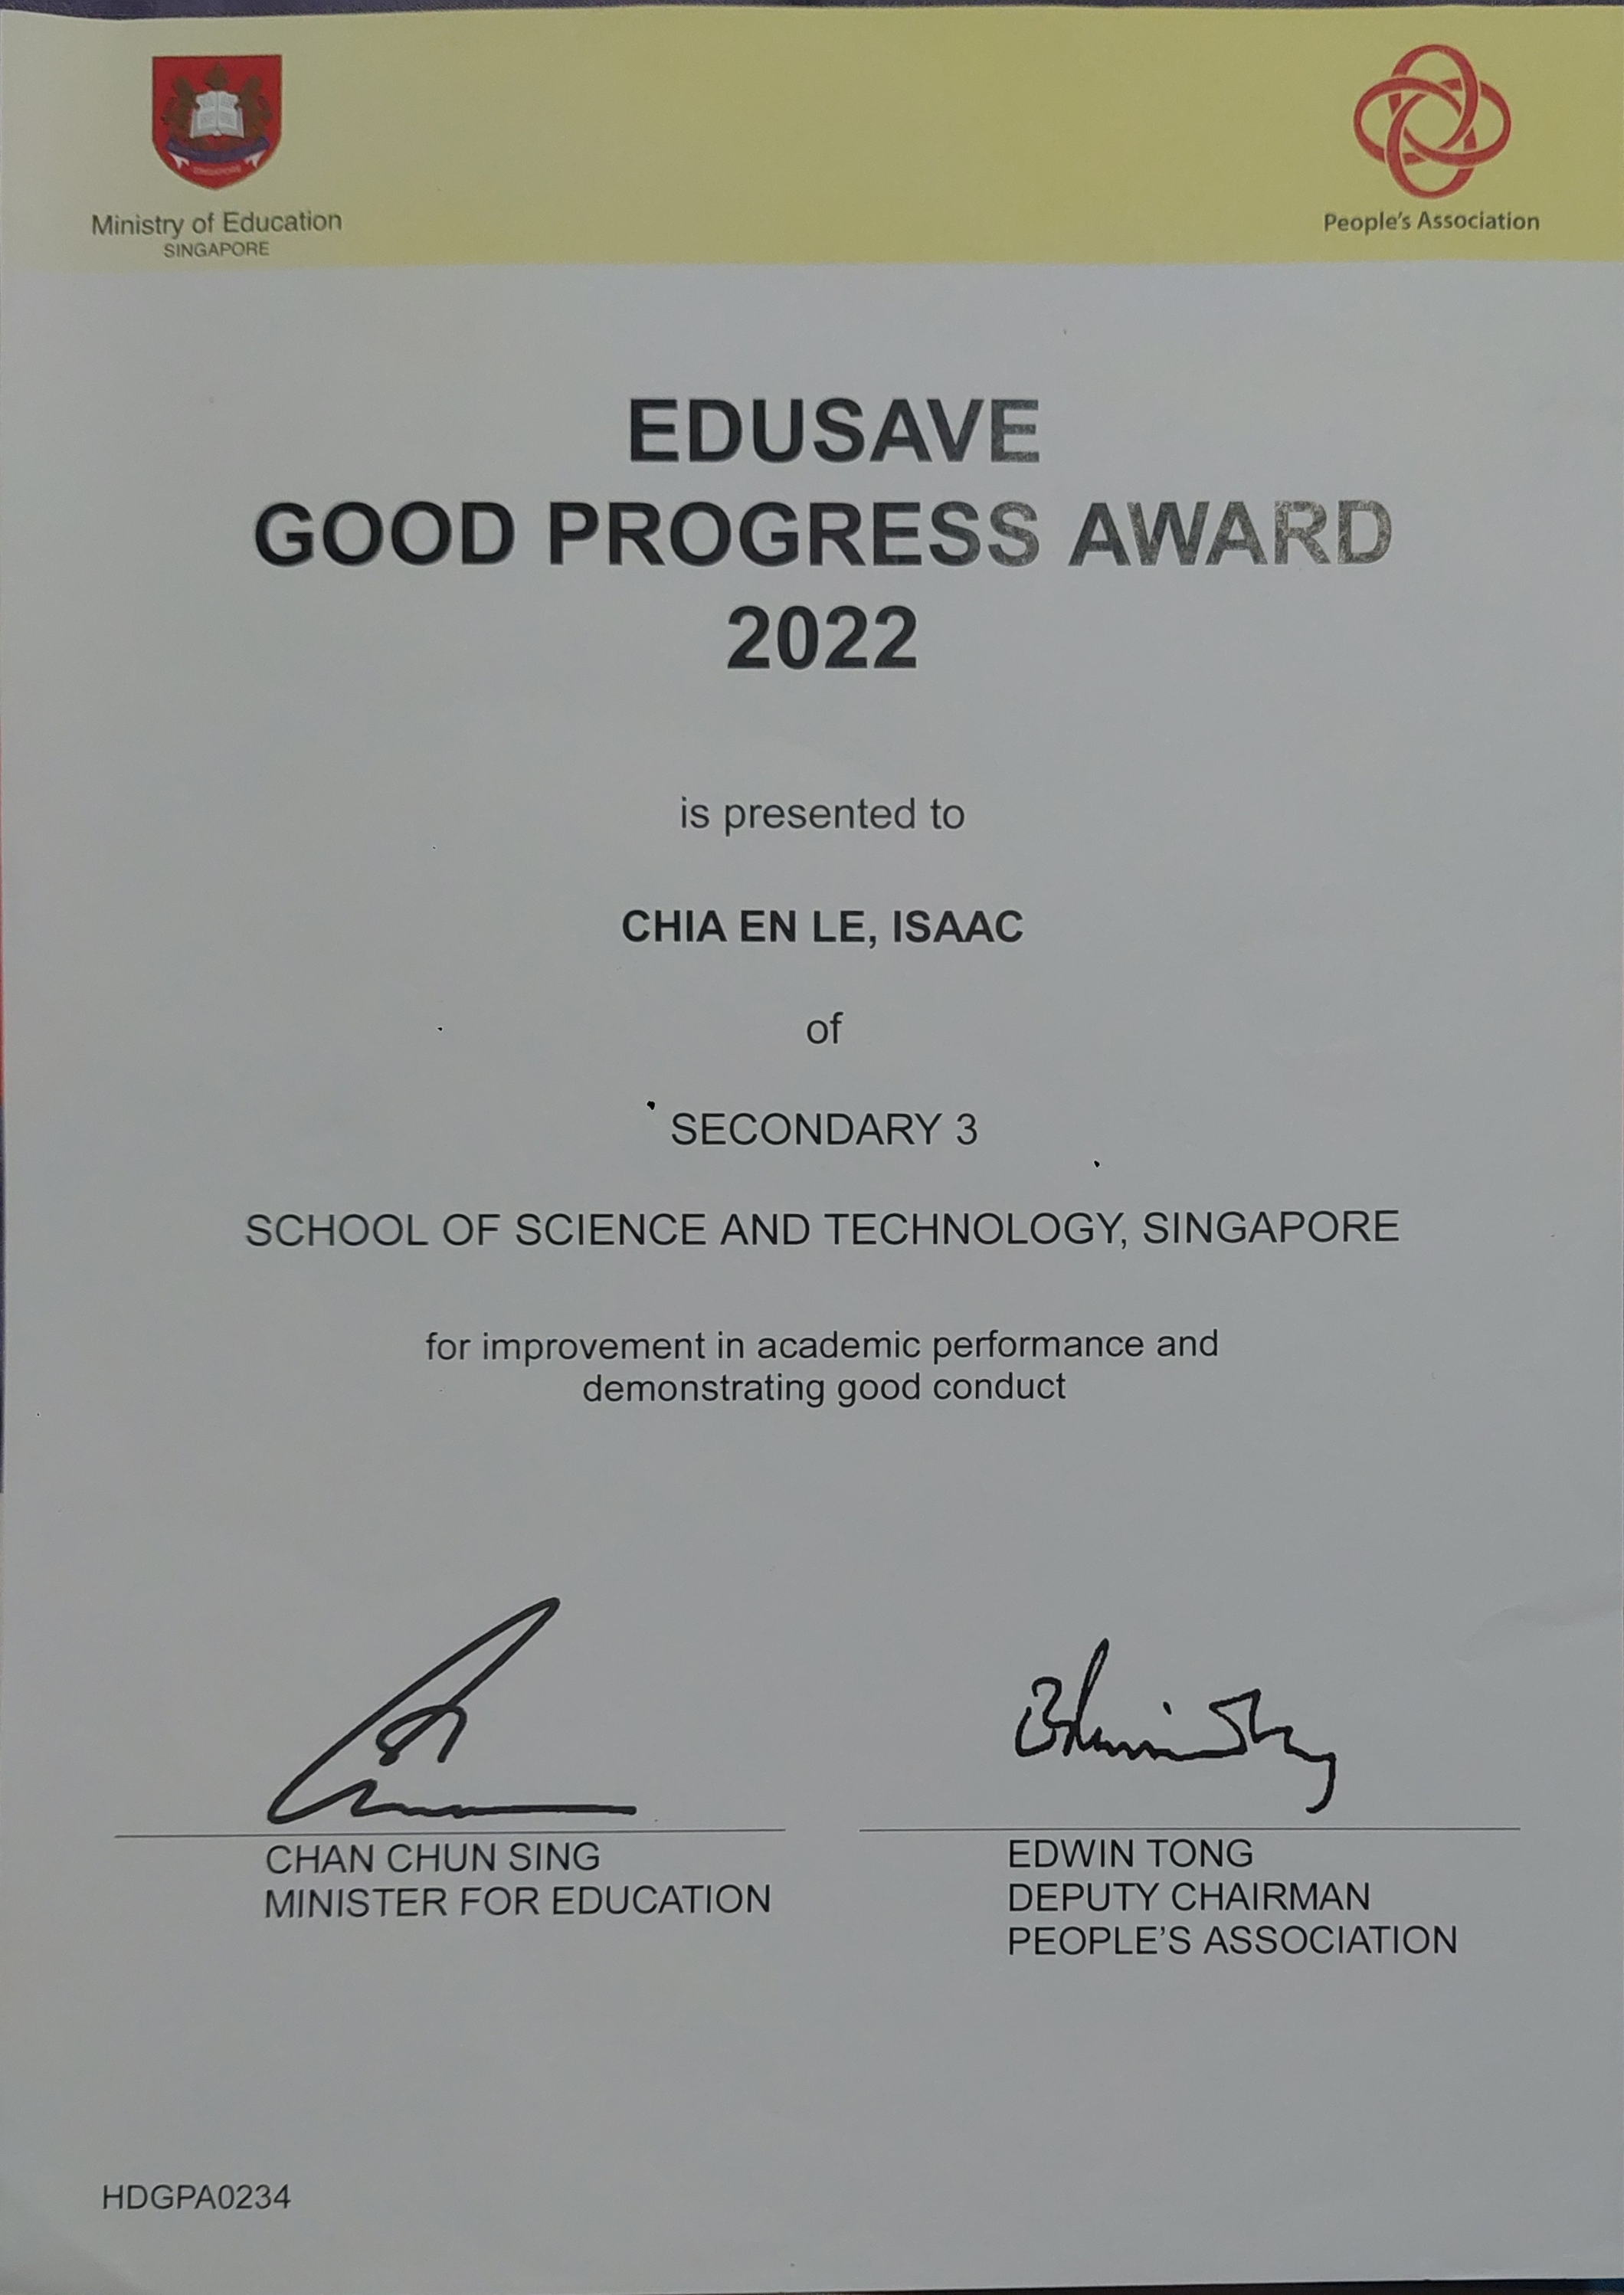 Ministry of Education
SINGAPORE
People's Association
EDUSAVE
GOOD PROGRESS AWARD
2022
is presented to
CHIA EN LE, ISAAC
of
SECONDARY 3
SCHOOL OF SCIENCE AND TECHNOLOGY, SINGAPORE
for improvement in academic performance and
demonstrating good conduct
CHAN CHUN SING
MINISTER FOR EDUCATION
EDWIN TONG
DEPUTY CHAIRMAN
PEOPLE'S ASSOCIATION
HDGPA0234